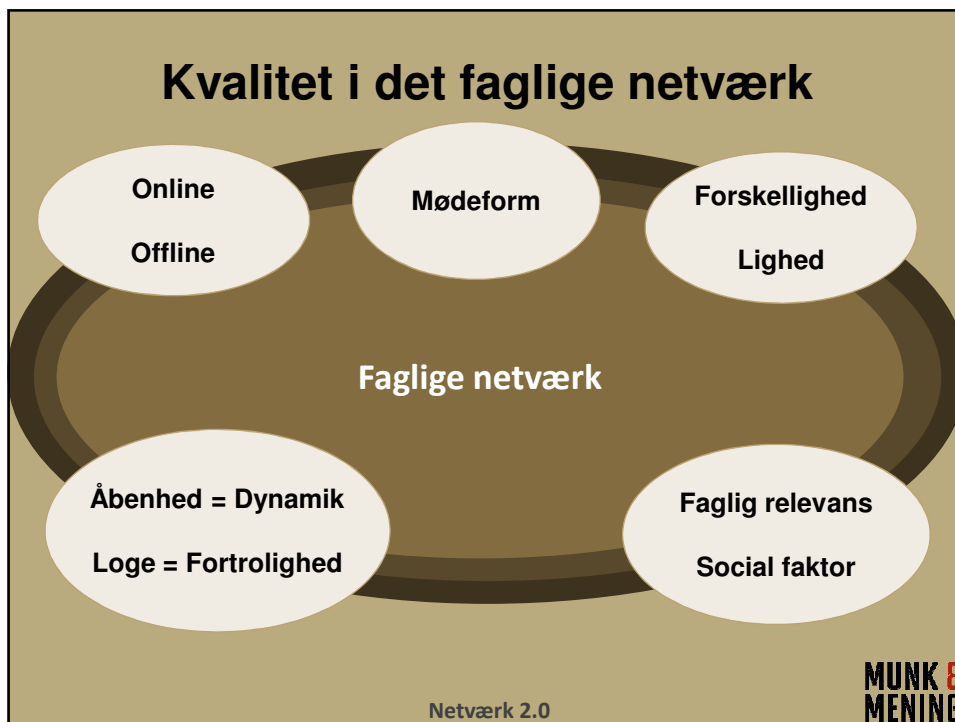 Kvalitet i det faglige netværk
Online
Offline
Mødeform
Forskellighed
Lighed
Faglige netværk
Åbenhed = Dynamik
Loge = Fortrolighed
Faglig relevans
Social faktor
Netværk 2.0
MUNK &
MENING